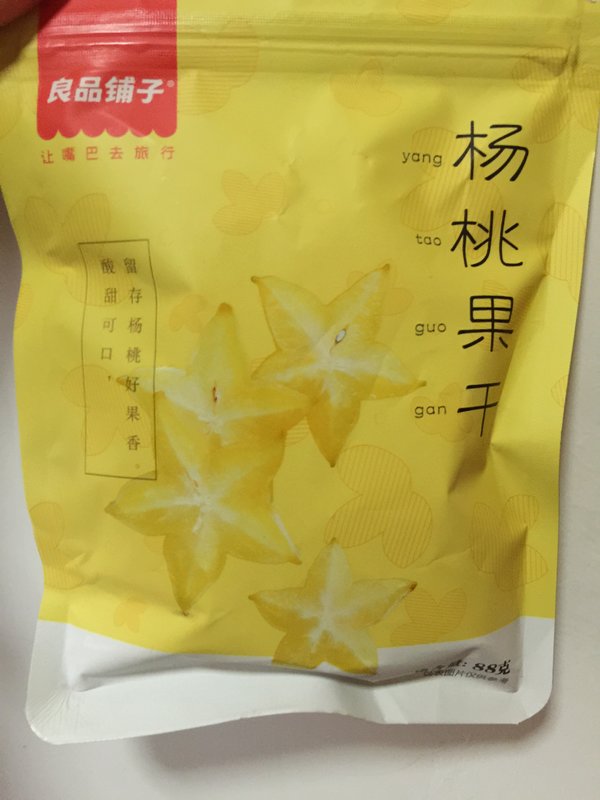 良品铺子®
让嘴巴去旅行
杨桃果干
yang
tao
guo
gan
酸甜可口，
留存杨桃好果香。
88克